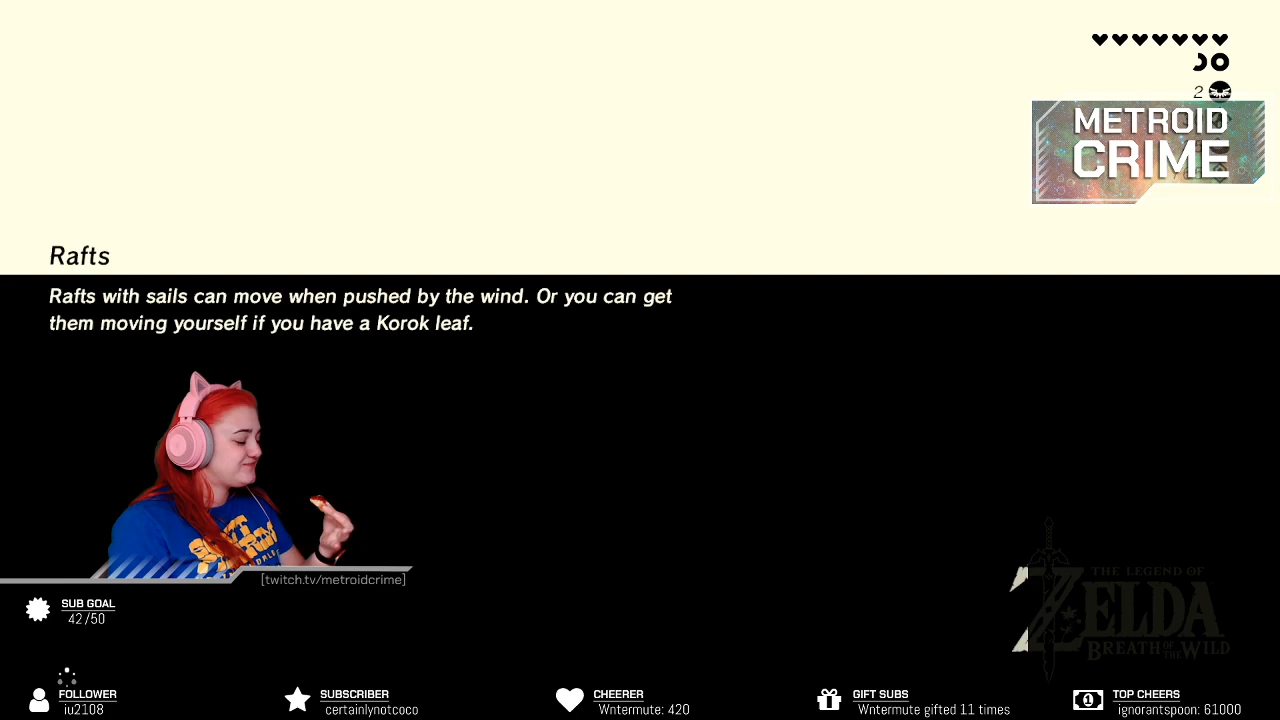 2
METROID
CRIME
Rafts
Rafts with sails can move when pushed by the wind. Or you can get
them moving yourself if you have a Korok leaf.
[twitch.tv/metroidcrime]
SUB GOAL
42/50
THE LEGEND OF
ZELDA
BREATH OF THE WILD
FOLLOWER
iu2108
SUBSCRIBER
certainlynotcoco
CHEERER
Wntermute: 420
GIFT SUBS
Wntermute gifted 11 times
TOP CHEERS
ignorantspoon: 61000